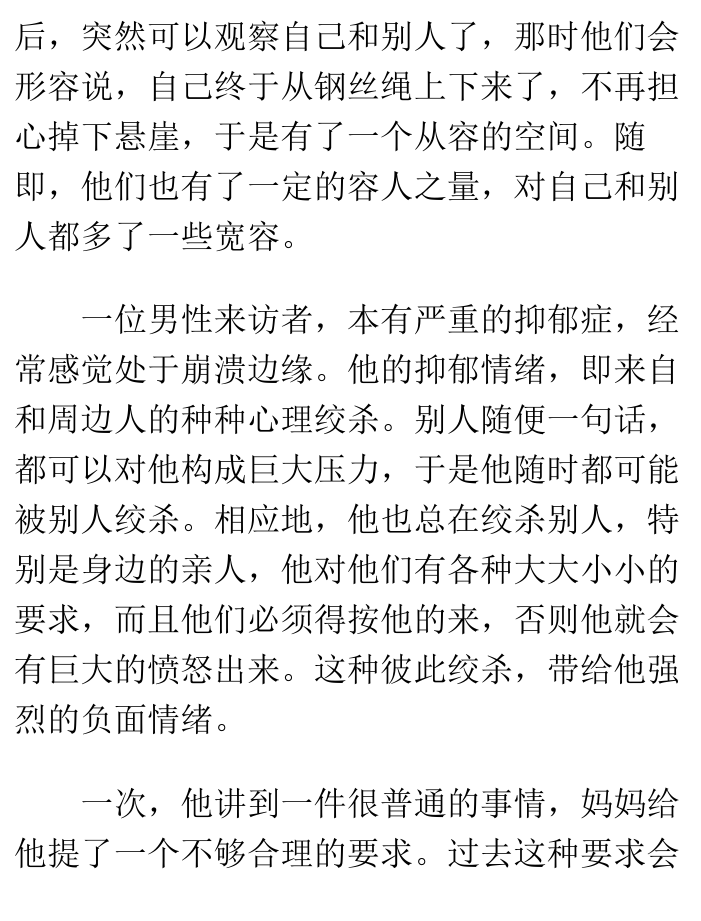 后，突然可以观察自己和别人了，那时他们会
形容说，自己终于从钢丝绳上下来了，不再担
心掉下悬崖，于是有了一个从容的空间。随
即，他们也有了一定的容人之量，对自己和别
人都多了一些宽容。
一位男性来访者，本有严重的抑郁症，经
常感觉处于崩溃边缘。他的抑郁情绪，即来自
和周边人的种种心理绞杀。别人随便一句话，
都可以对他构成巨大压力，于是他随时都可能
被别人绞杀。相应地，他也总在绞杀别人，特
别是身边的亲人，他对他们有各种大大小小的
要求，而且他们必须得按他的来，否则他就会
有巨大的愤怒出来。这种彼此绞杀，带给他强
烈的负面情绪。
一次，他讲到一件很普通的事情，妈妈给
他提了一个不够合理的要求。过去这种要求会